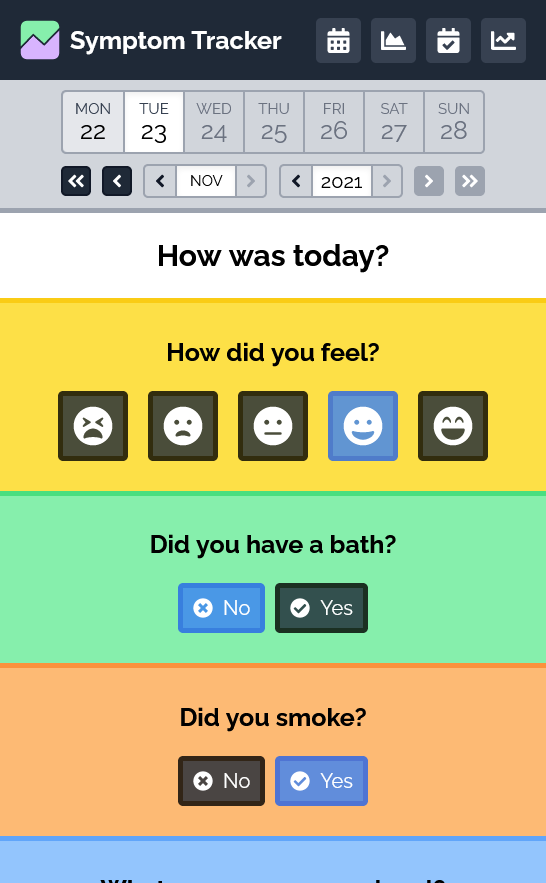 Symptom Tracker
MON TUE WED THU FRI SAT SUN
22 23 24 25 26 27 28
NOV 2021
How was today?
How did you feel?
Did you have a bath?
No Yes
Did you smoke?
No Yes